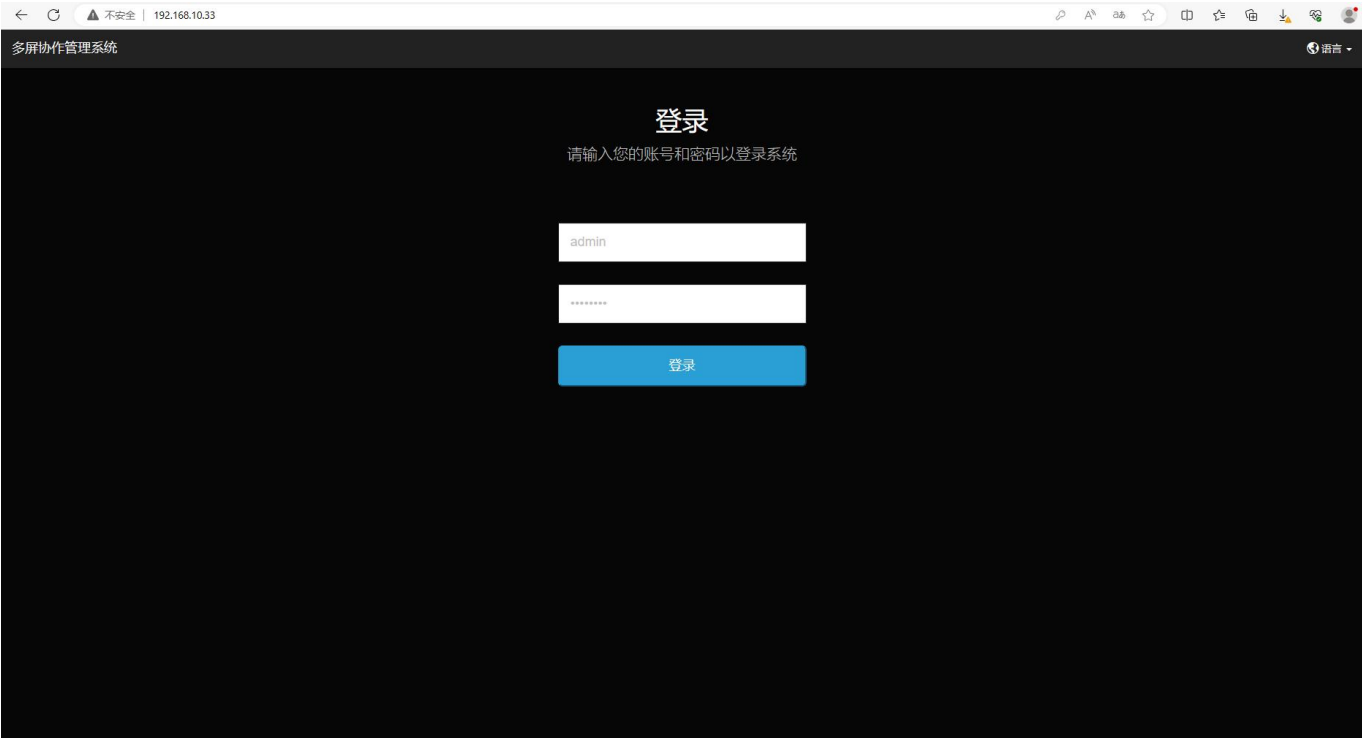 不安全 | 192.168.10.33
多屏协作管理系统
语言
登录
请输入您的账号和密码以登录系统
admin
********
登录